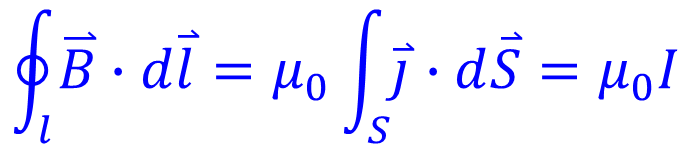 ∮_l B⃗ · dl⃗ = μ₀ ∫_S j⃗ · dS⃗ = μ₀I